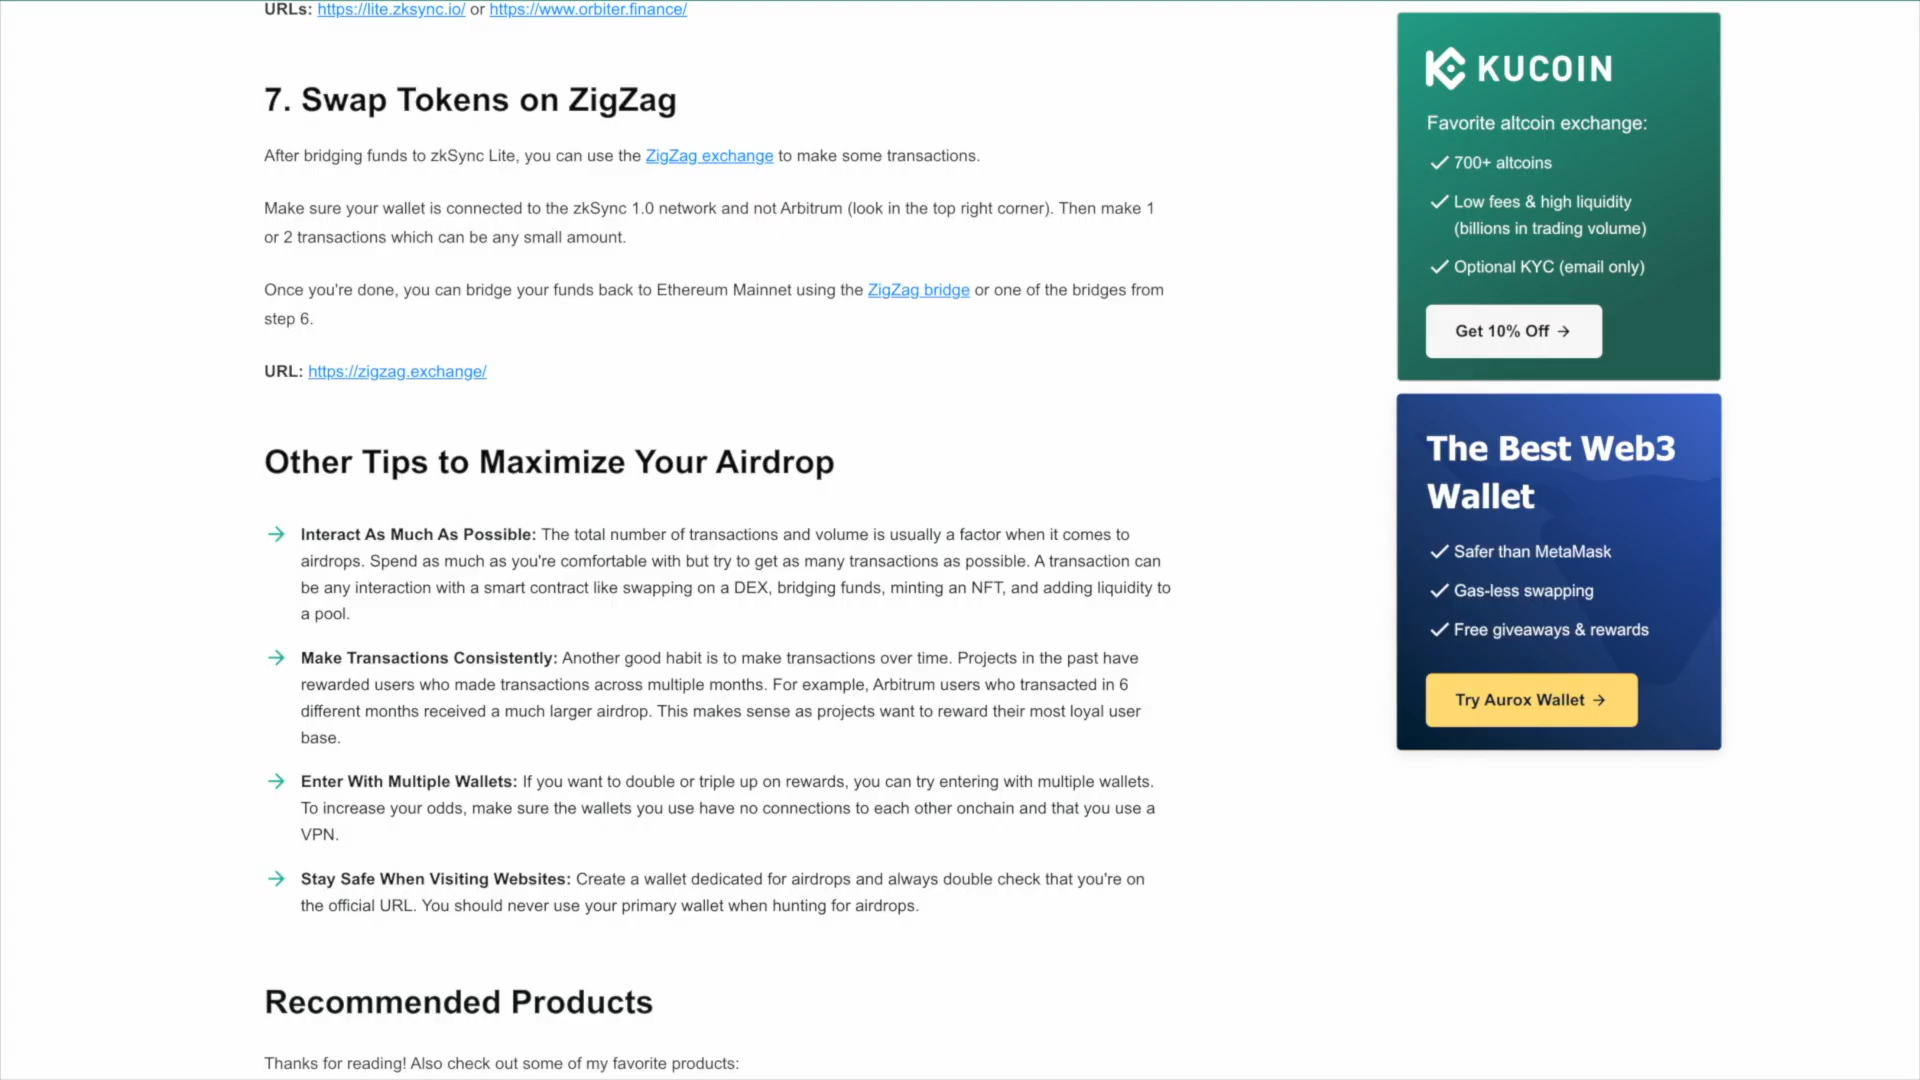 URLs: https://lite.zksync.io/ or https://www.orbiter.finance/
7. Swap Tokens on ZigZag
After bridging funds to zkSync Lite, you can use the ZigZag exchange to make some transactions.
Make sure your wallet is connected to the zkSync 1.0 network and not Arbitrum (look in the top right corner). Then make 1
or 2 transactions which can be any small amount.
Once you're done, you can bridge your funds back to Ethereum Mainnet using the ZigZag bridge or one of the bridges from
step 6.
URL: https://zigzag.exchange/
Other Tips to Maximize Your Airdrop
Interact As Much As Possible: The total number of transactions and volume is usually a factor when it comes to
airdrops. Spend as much as you're comfortable with but try to get as many transactions as possible. A transaction can
be any interaction with a smart contract like swapping on a DEX, bridging funds, minting an NFT, and adding liquidity to
a pool.
Make Transactions Consistently: Another good habit is to make transactions over time. Projects in the past have
rewarded users who made transactions across multiple months. For example, Arbitrum users who transacted in 6
different months received a much larger airdrop. This makes sense as projects want to reward their most loyal user
base.
Enter With Multiple Wallets: If you want to double or triple up on rewards, you can try entering with multiple wallets.
To increase your odds, make sure the wallets you use have no connections to each other onchain and that you use a
VPN.
Stay Safe When Visiting Websites: Create a wallet dedicated for airdrops and always double check that you're on
the official URL. You should never use your primary wallet when hunting for airdrops.
Recommended Products
Thanks for reading! Also check out some of my favorite products:
KUCOIN
Favorite altcoin exchange:
700+ altcoins
Low fees & high liquidity
(billions in trading volume)
Optional KYC (email only)
Get 10% Off →
The Best Web3
Wallet
Safer than MetaMask
Gas-less swapping
Free giveaways & rewards
Try Aurox Wallet →